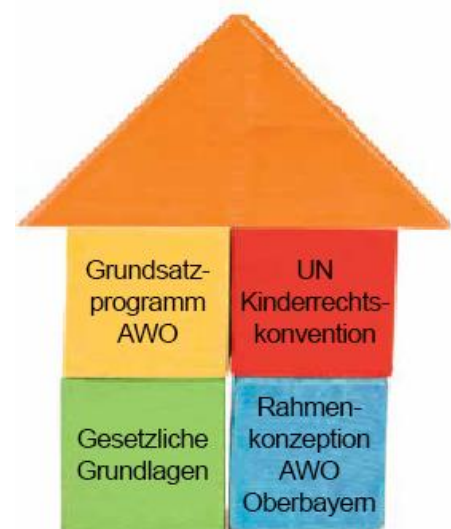 Grundsatz-
programm
AWO
UN
Kinderrechts-
konvention
Gesetzliche
Grundlagen
Rahmen-
konzeption
AWO
Oberbayern